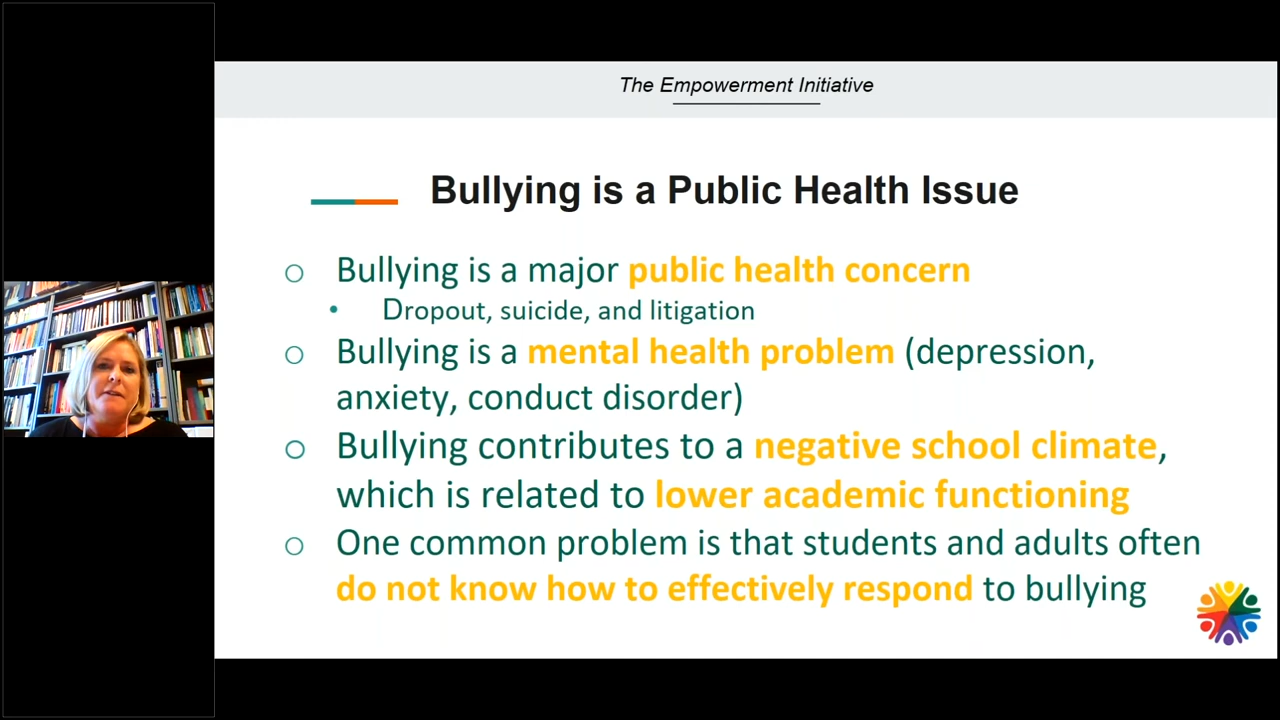 The Empowerment Initiative
Bullying is a Public Health Issue
Bullying is a major public health concern
Dropout, suicide, and litigation
Bullying is a mental health problem (depression,
anxiety, conduct disorder)
Bullying contributes to a negative school climate,
which is related to lower academic functioning
One common problem is that students and adults often
do not know how to effectively respond to bullying